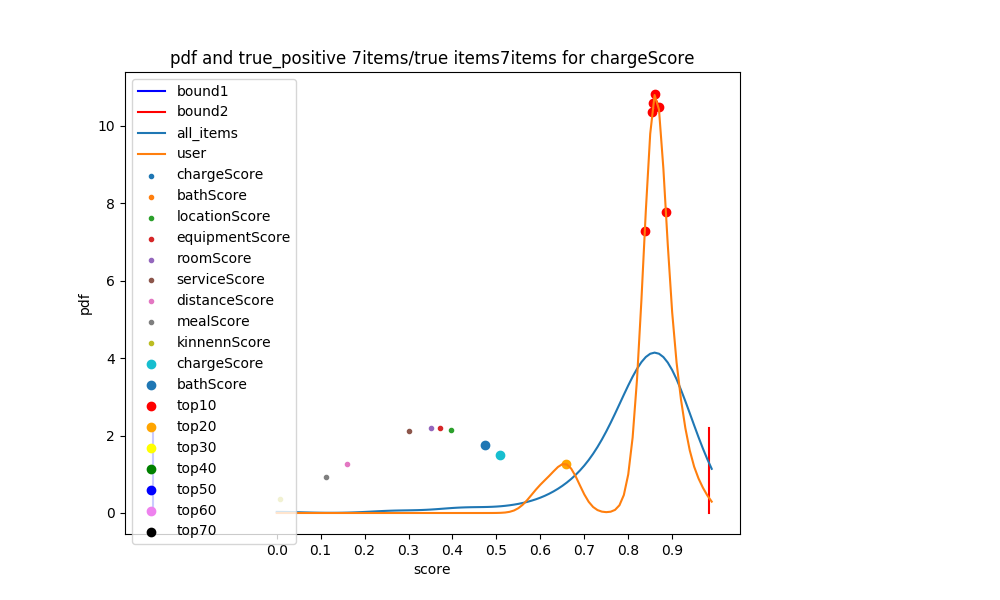 pdf and true_positive 7items/true items7items for chargeScore
bound1
bound2
all_items
user
chargeScore
bathScore
locationScore
equipmentScore
roomScore
serviceScore
distanceScore
mealScore
kinnennScore
chargeScore
bathScore
top10
top20
top30
top40
top50
top60
top70
pdf
10
8
6
4
2
0
0.0 0.1 0.2 0.3 0.4 0.5 0.6 0.7 0.8 0.9
score